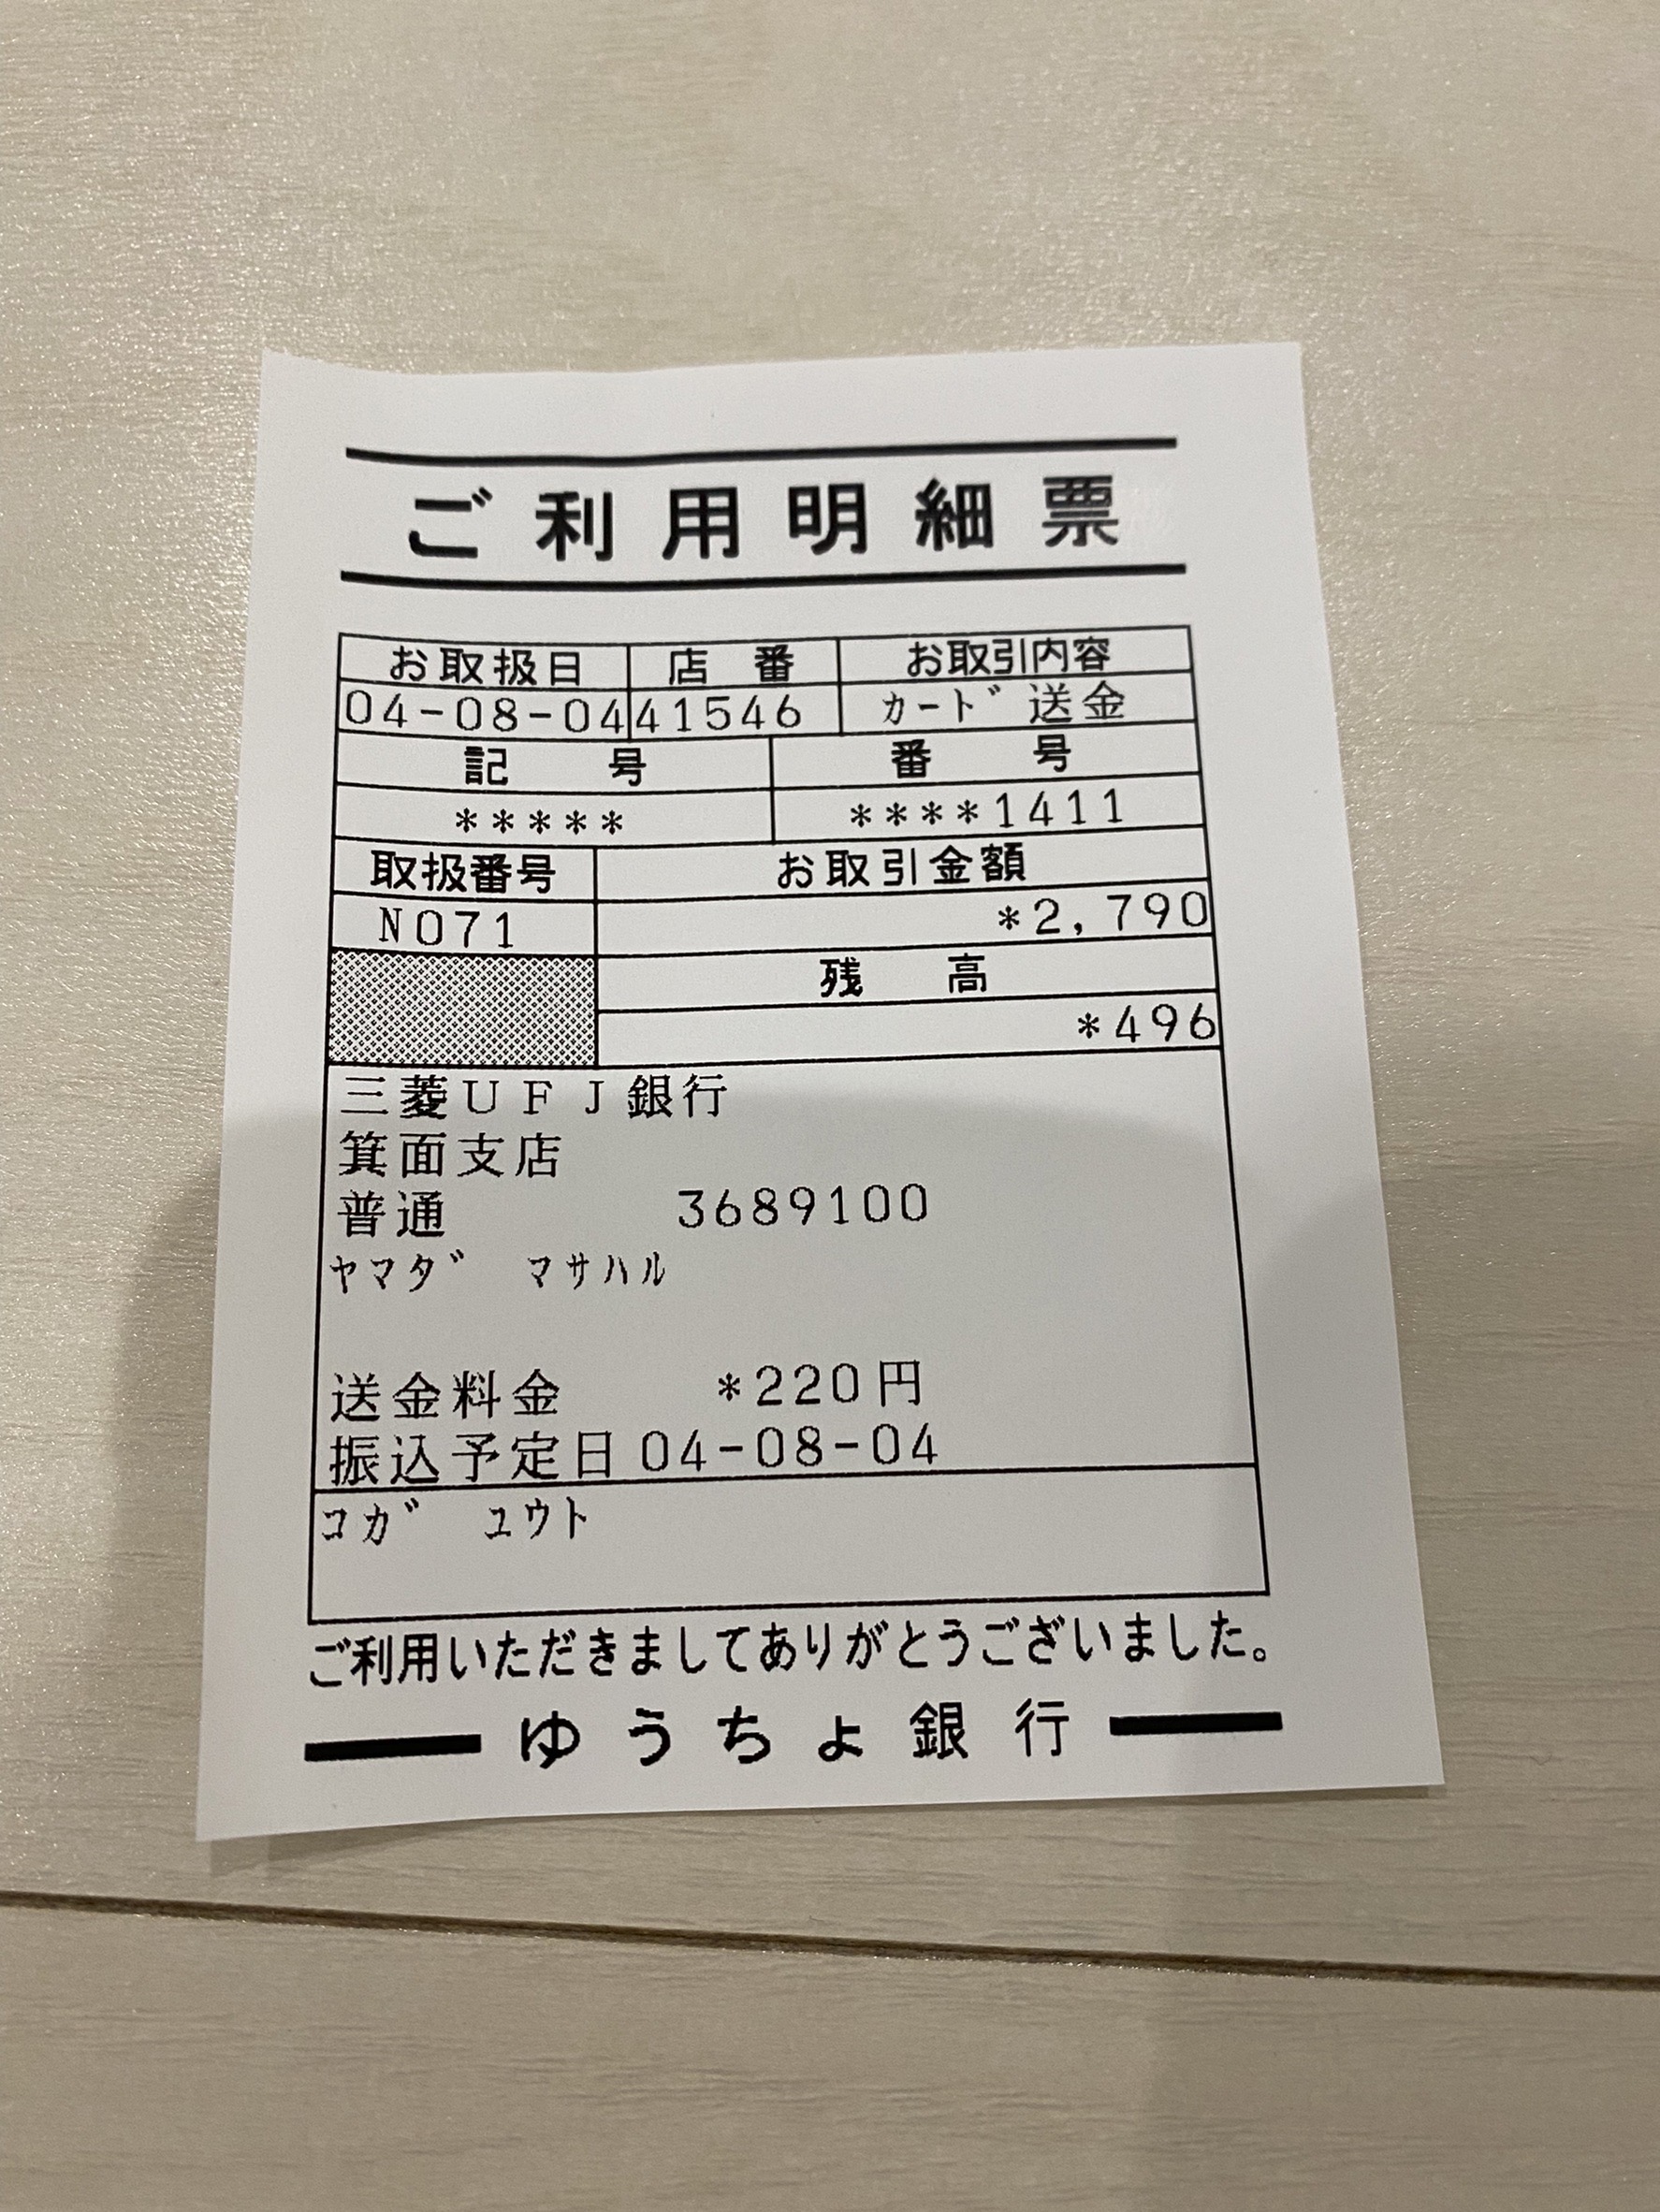 ご利用明細票
お取扱日 店番 お取引内容
04-08-04 41546 カード送金
記号 番号
***** ****1411
取扱番号 お取引金額
N071 *2,790
残高
*496
三菱UFJ銀行
箕面支店
普通 3689100
ヤマダ マサハル
送金料金 *220円
振込予定日 04-08-04
コガ ユウト
ご利用いただきましてありがとうございました。
ゆうちょ銀行